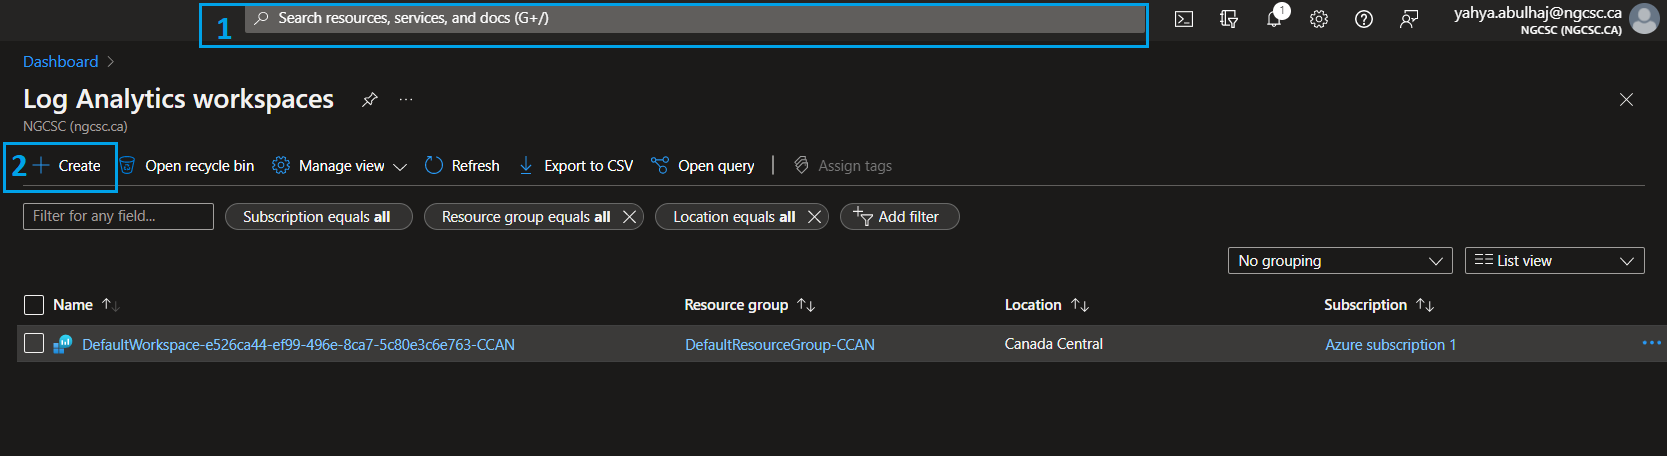 1 Search resources, services, and docs (G+/)
1
yahya.abulhaj@ngcsc.ca
NGCSC (NGCSC.CA)
Dashboard
Log Analytics workspaces
NGCSC (ngcsc.ca)
2 Create Open recycle bin Manage view Refresh Export to CSV Open query Assign tags
Filter for any field... Subscription equals all Resource group equals all Location equals all Add filter
No grouping List view
Name Resource group Location Subscription
DefaultWorkspace-e526ca44-ef99-496e-8ca7-5c80e3c6e763-CCAN DefaultResourceGroup-CCAN Canada Central Azure subscription 1